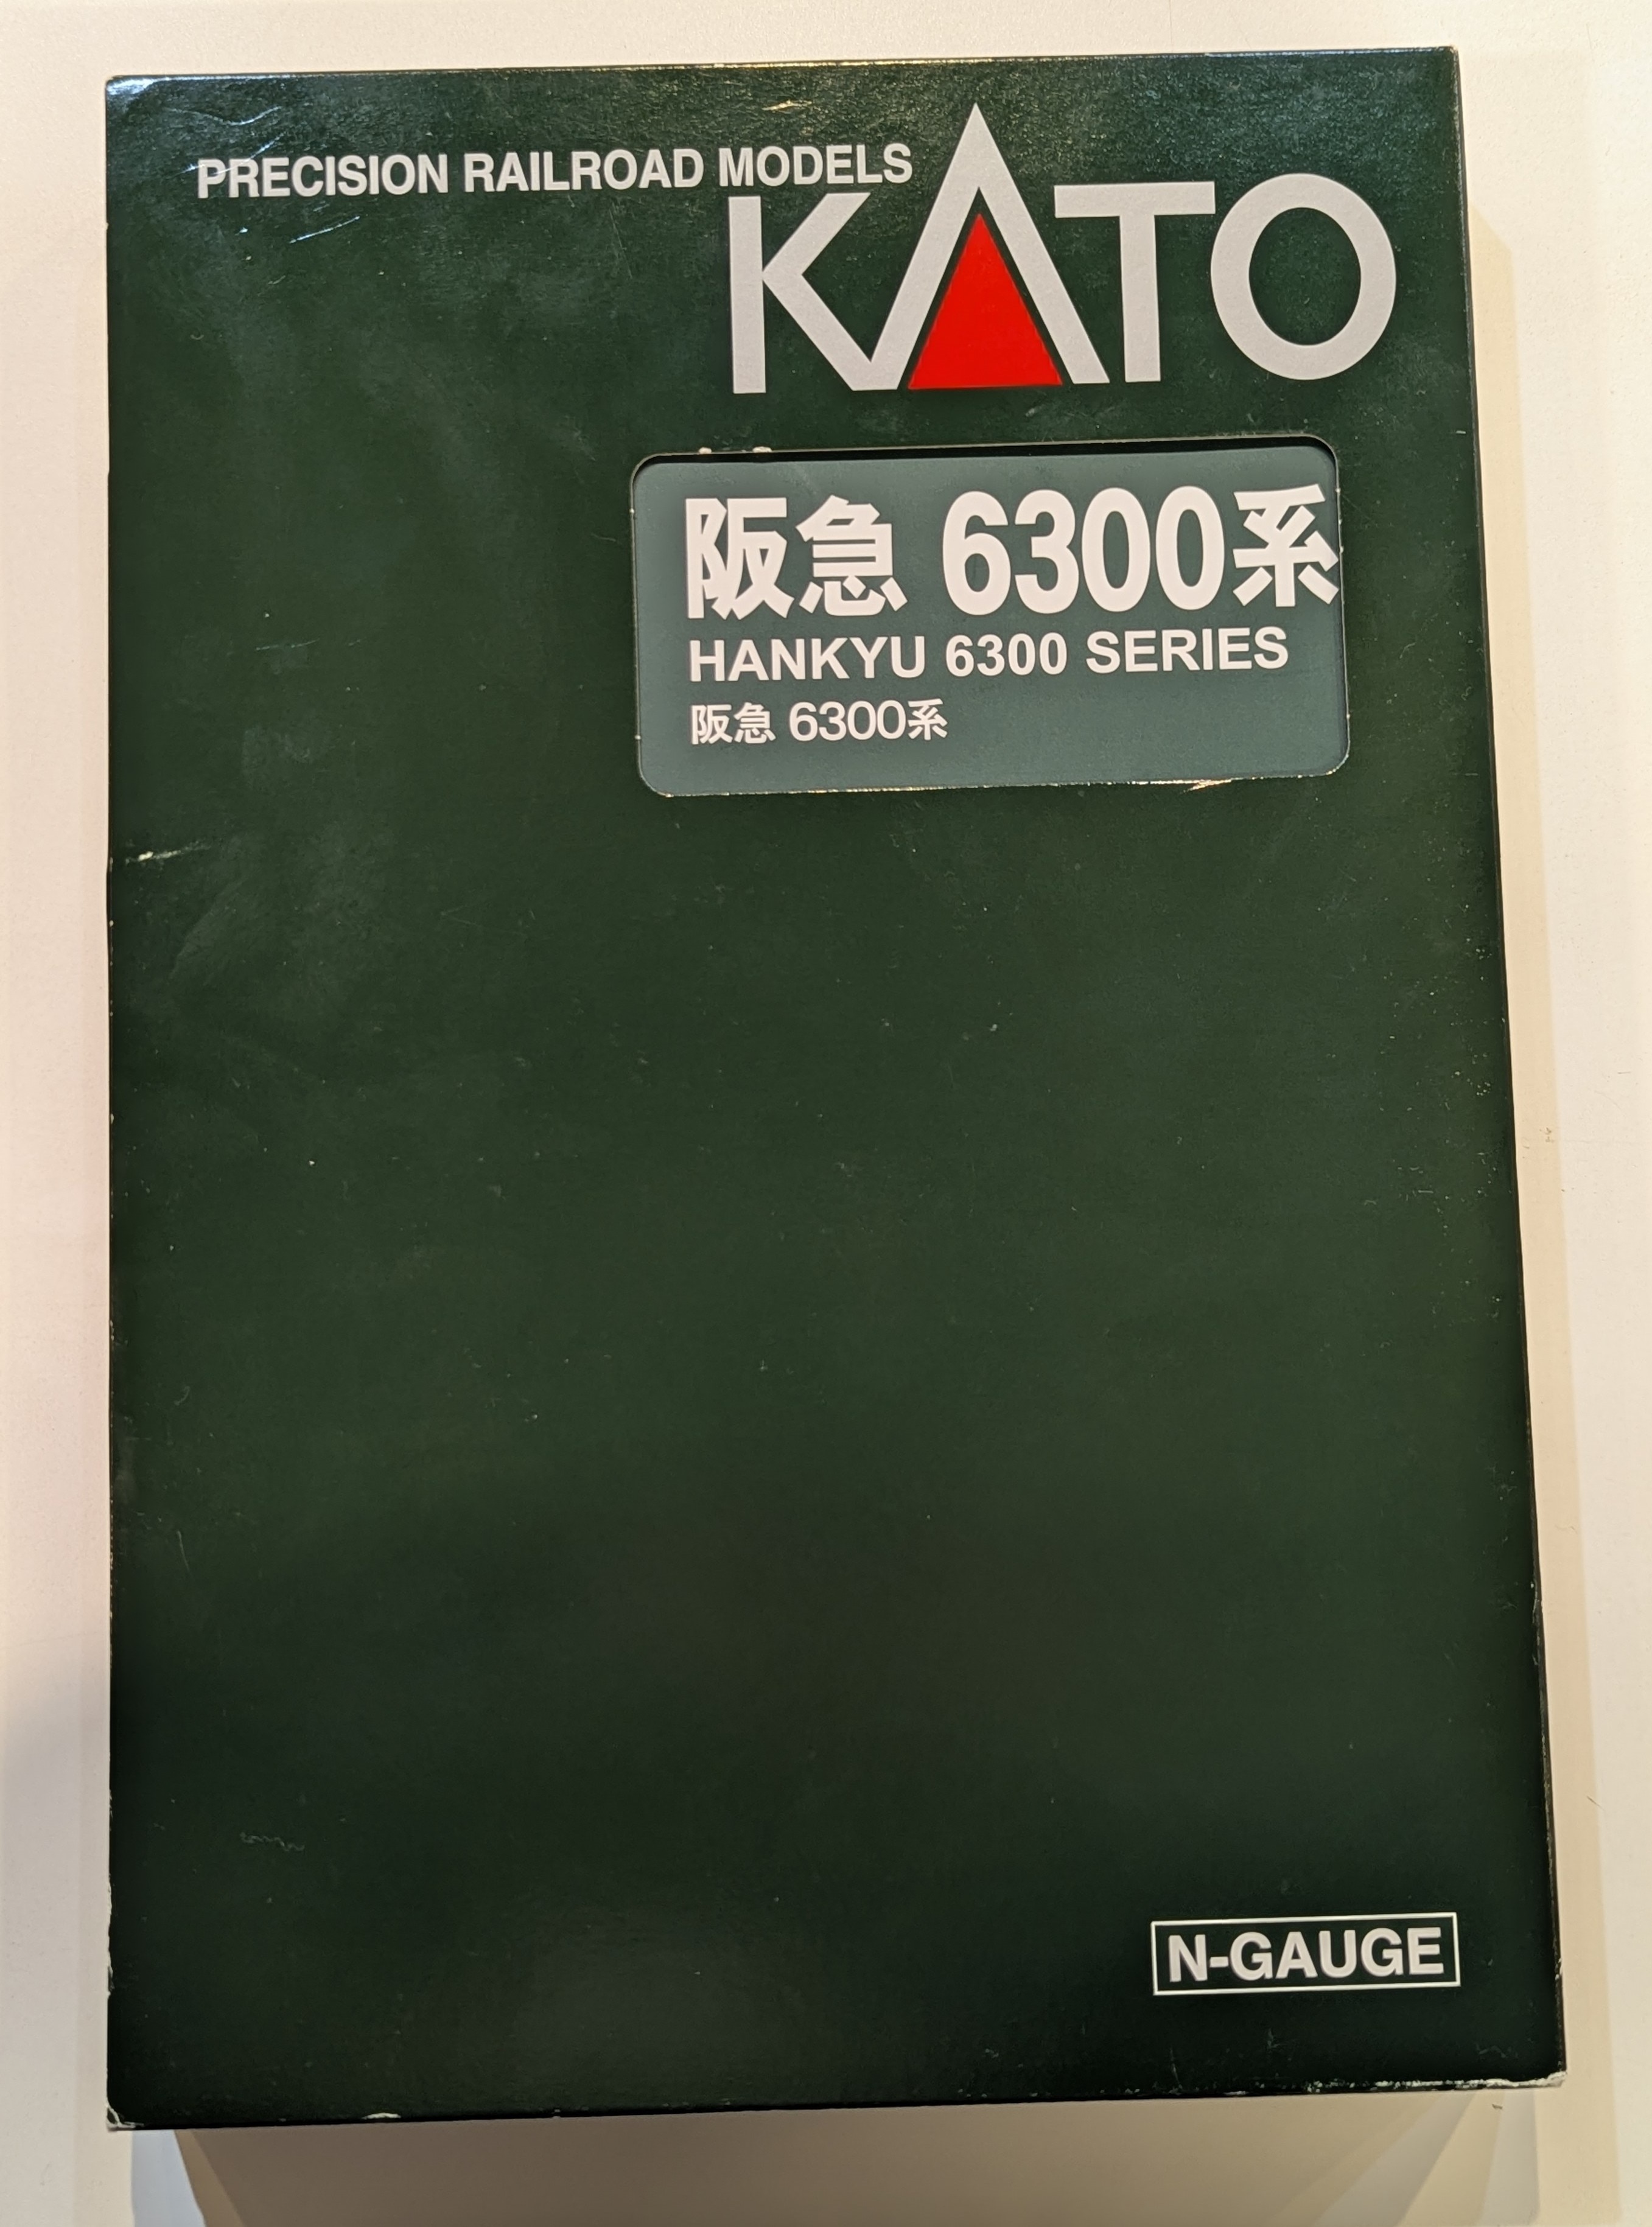 PRECISION RAILROAD MODELS
KATO
阪急 6300系
HANKYU 6300 SERIES
阪急 6300系
N-GAUGE